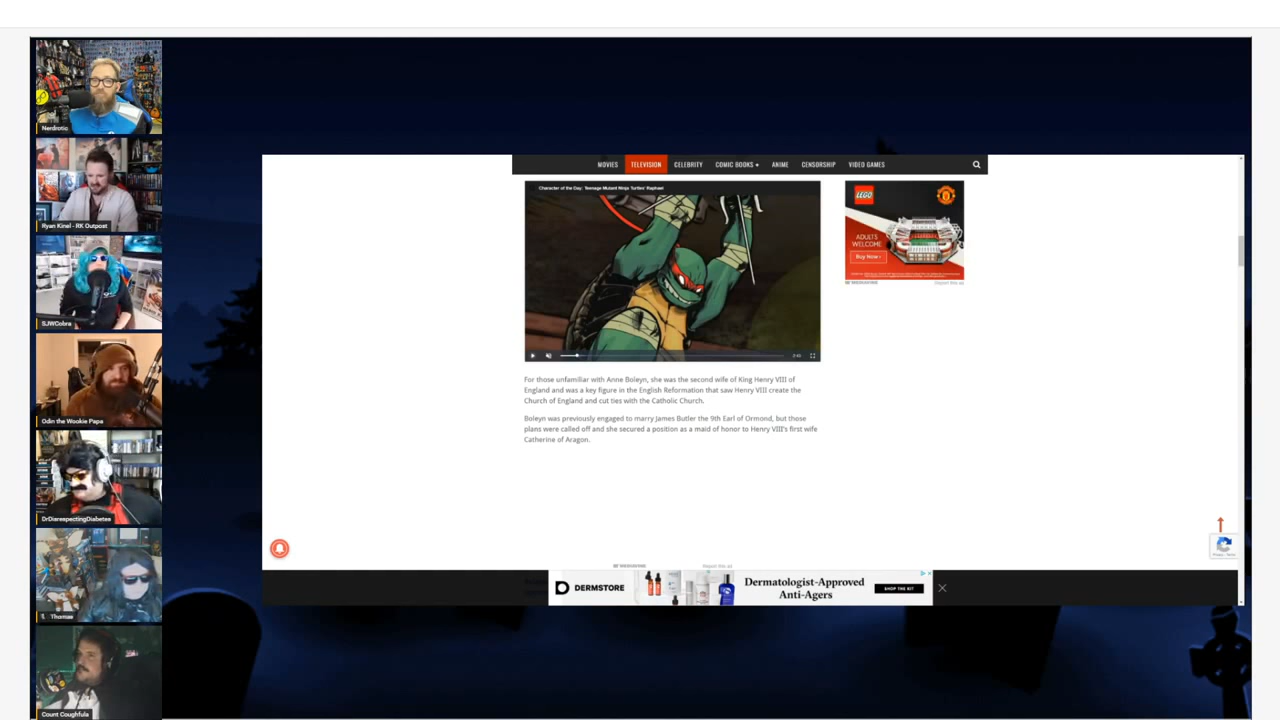 Nerdrotic
Ryan Kinel - RK Outpost
SJWCobra
Odin the Wookie Papa
DrDisrespectingDiabetes
Thomas
Count Coughfula
MOVIES TELEVISION CELEBRITY COMIC BOOKS ANIME CENSORSHIP VIDEO GAMES
Character of the Day: Teenage Mutant Ninja Turtles' Raphael
LEGO
ADULTS
WELCOME
Buy Now ›
Report this ad
For those unfamiliar with Anne Boleyn, she was the second wife of King Henry VIII of
England and was a key figure in the English Reformation that saw Henry VIII create the
Church of England and cut ties with the Catholic Church.
Boleyn was previously engaged to marry James Butler the 9th Earl of Ormond, but those
plans were called off and she secured a position as a maid of honor to Henry VIII's first wife
Catherine of Aragon.
Report this ad
D DERMSTORE
Dermatologist-Approved
Anti-Agers
SHOP THE KIT